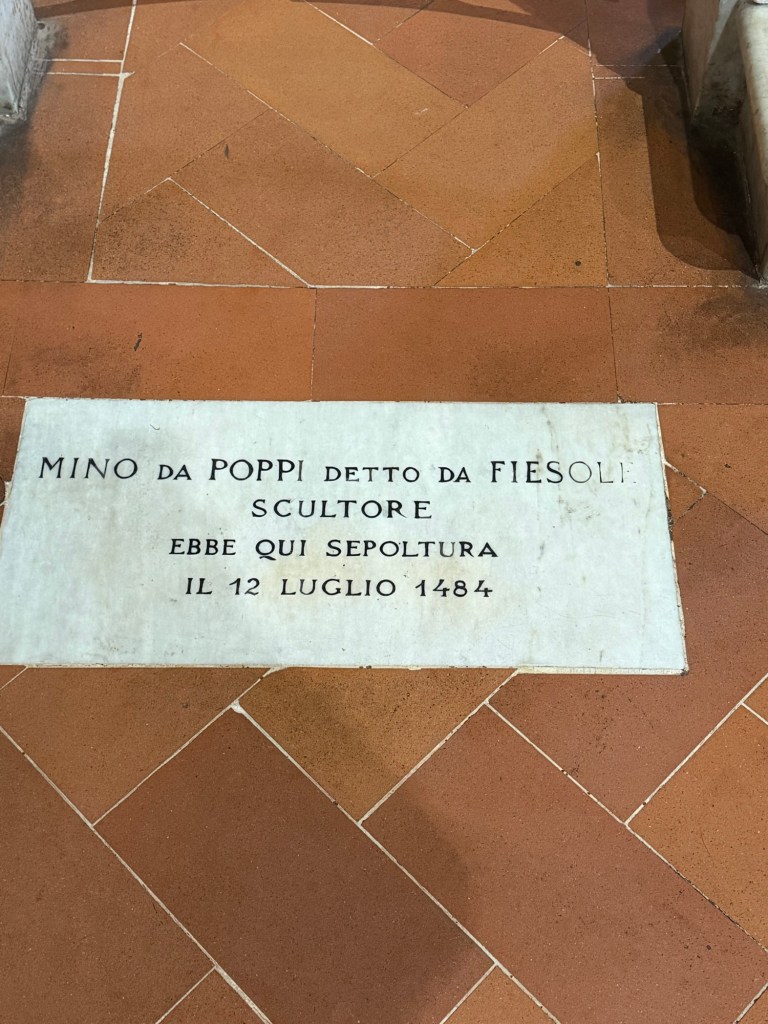 MINO DA POPPI DETTO DA FIESOLE
SCULTORE
EBBE QUI SEPOLTURA
IL 12 LUGLIO 1484